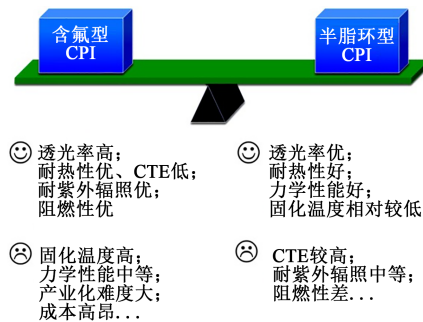 含氟型
CPI
半脂环型
CPI
透光率高；
耐热性优、CTE低；
耐紫外辐照优；
阻燃性优
透光率优；
耐热性好；
力学性能好；
固化温度相对较低
固化温度高；
力学性能中等；
产业化难度大；
成本高昂...
CTE较高；
耐紫外辐照中等；
阻燃性差...